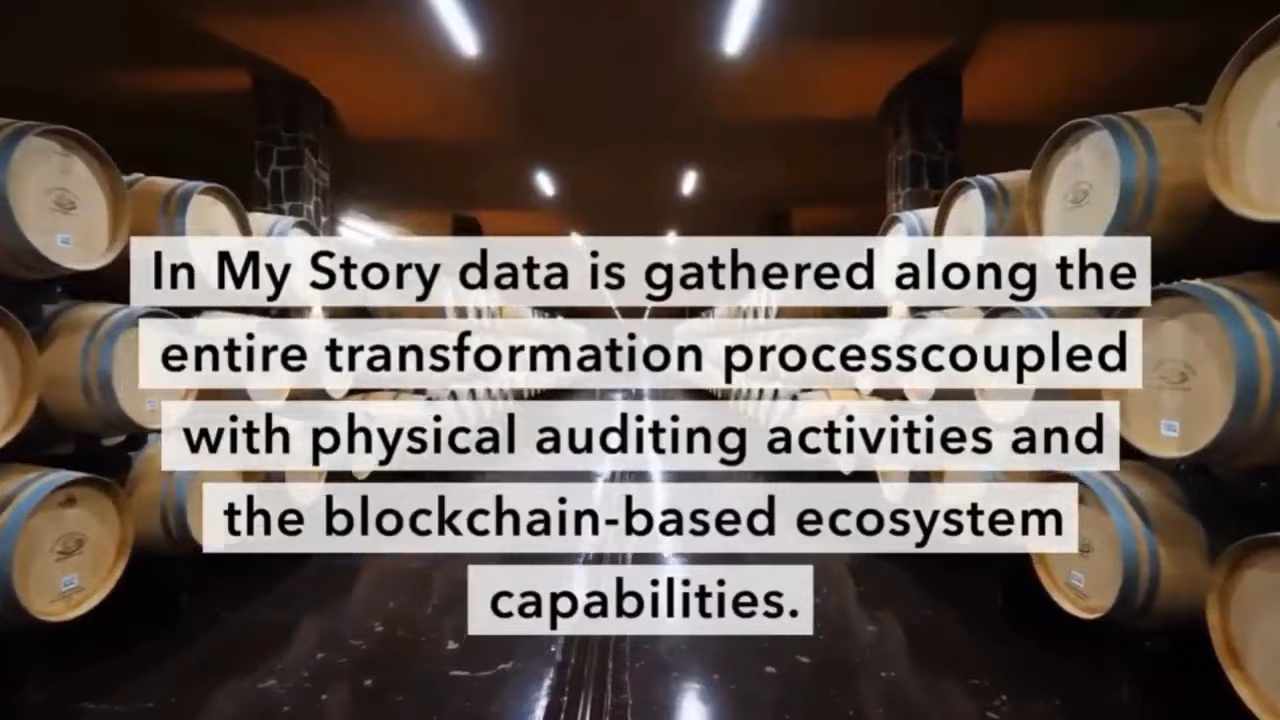 In My Story data is gathered along the
entire transformation processcoupled
with physical auditing activities and
the blockchain-based ecosystem
capabilities.